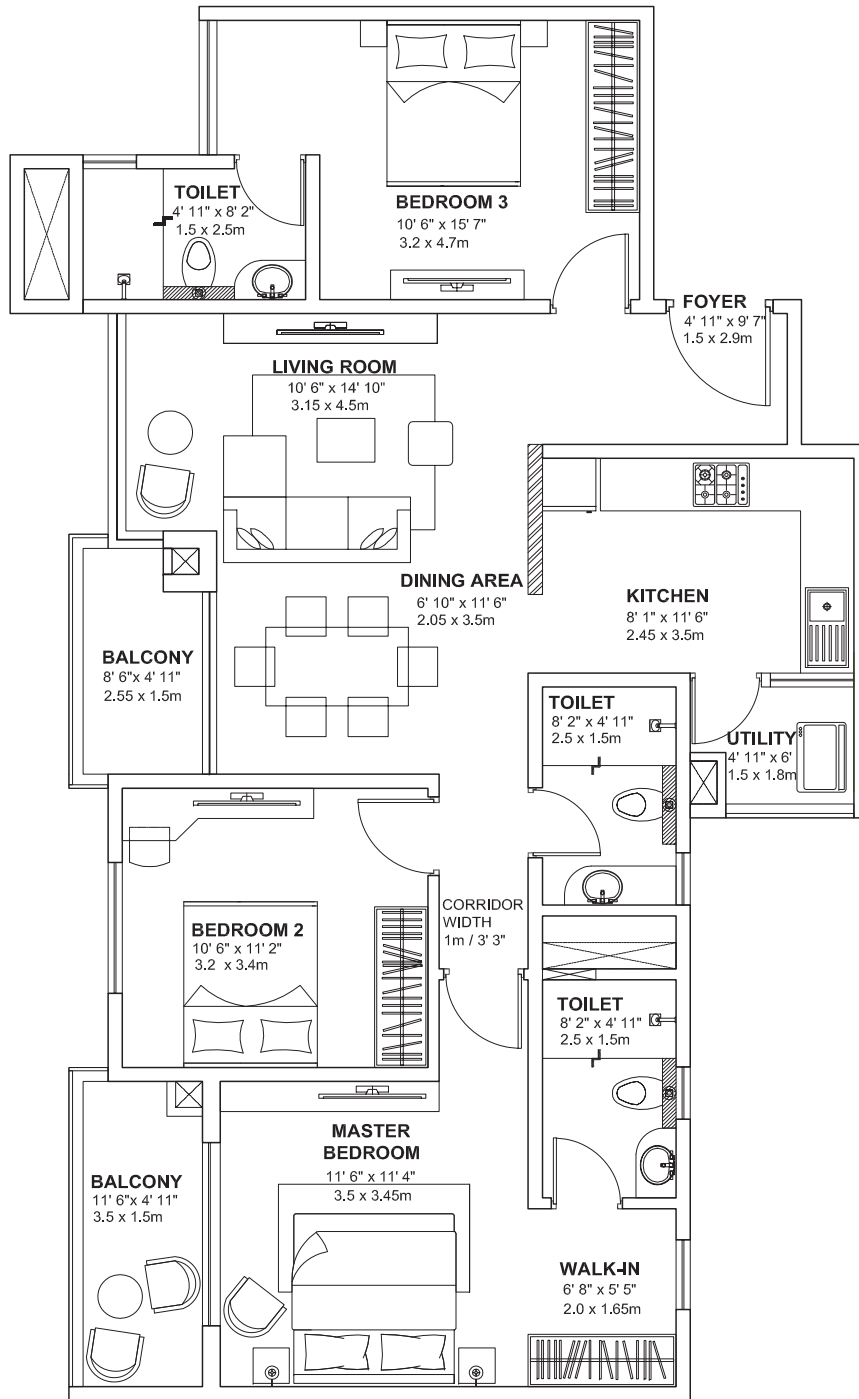 TOILET
4' 11" x 8' 2"
1.5 x 2.5m
BEDROOM 3
10' 6" x 15' 7"
3.2 x 4.7m
FOYER
4' 11" x 9' 7"
1.5 x 2.9m
LIVING ROOM
10' 6" x 14' 10"
3.15 x 4.5m
DINING AREA
6' 10" x 11' 6"
2.05 x 3.5m
KITCHEN
8' 1" x 11' 6"
2.45 x 3.5m
BALCONY
8' 6"x 4' 11"
2.55 x 1.5m
TOILET
8' 2" x 4' 11"
2.5 x 1.5m
UTILITY
4' 11" x 6'
1.5 x 1.8m
CORRIDOR
WIDTH
1m / 3' 3"
BEDROOM 2
10' 6" x 11' 2"
3.2 x 3.4m
TOILET
8' 2" x 4' 11"
2.5 x 1.5m
MASTER
BEDROOM
11' 6" x 11' 4"
3.5 x 3.45m
BALCONY
11' 6"x 4' 11"
3.5 x 1.5m
WALK-IN
6' 8" x 5' 5"
2.0 x 1.65m